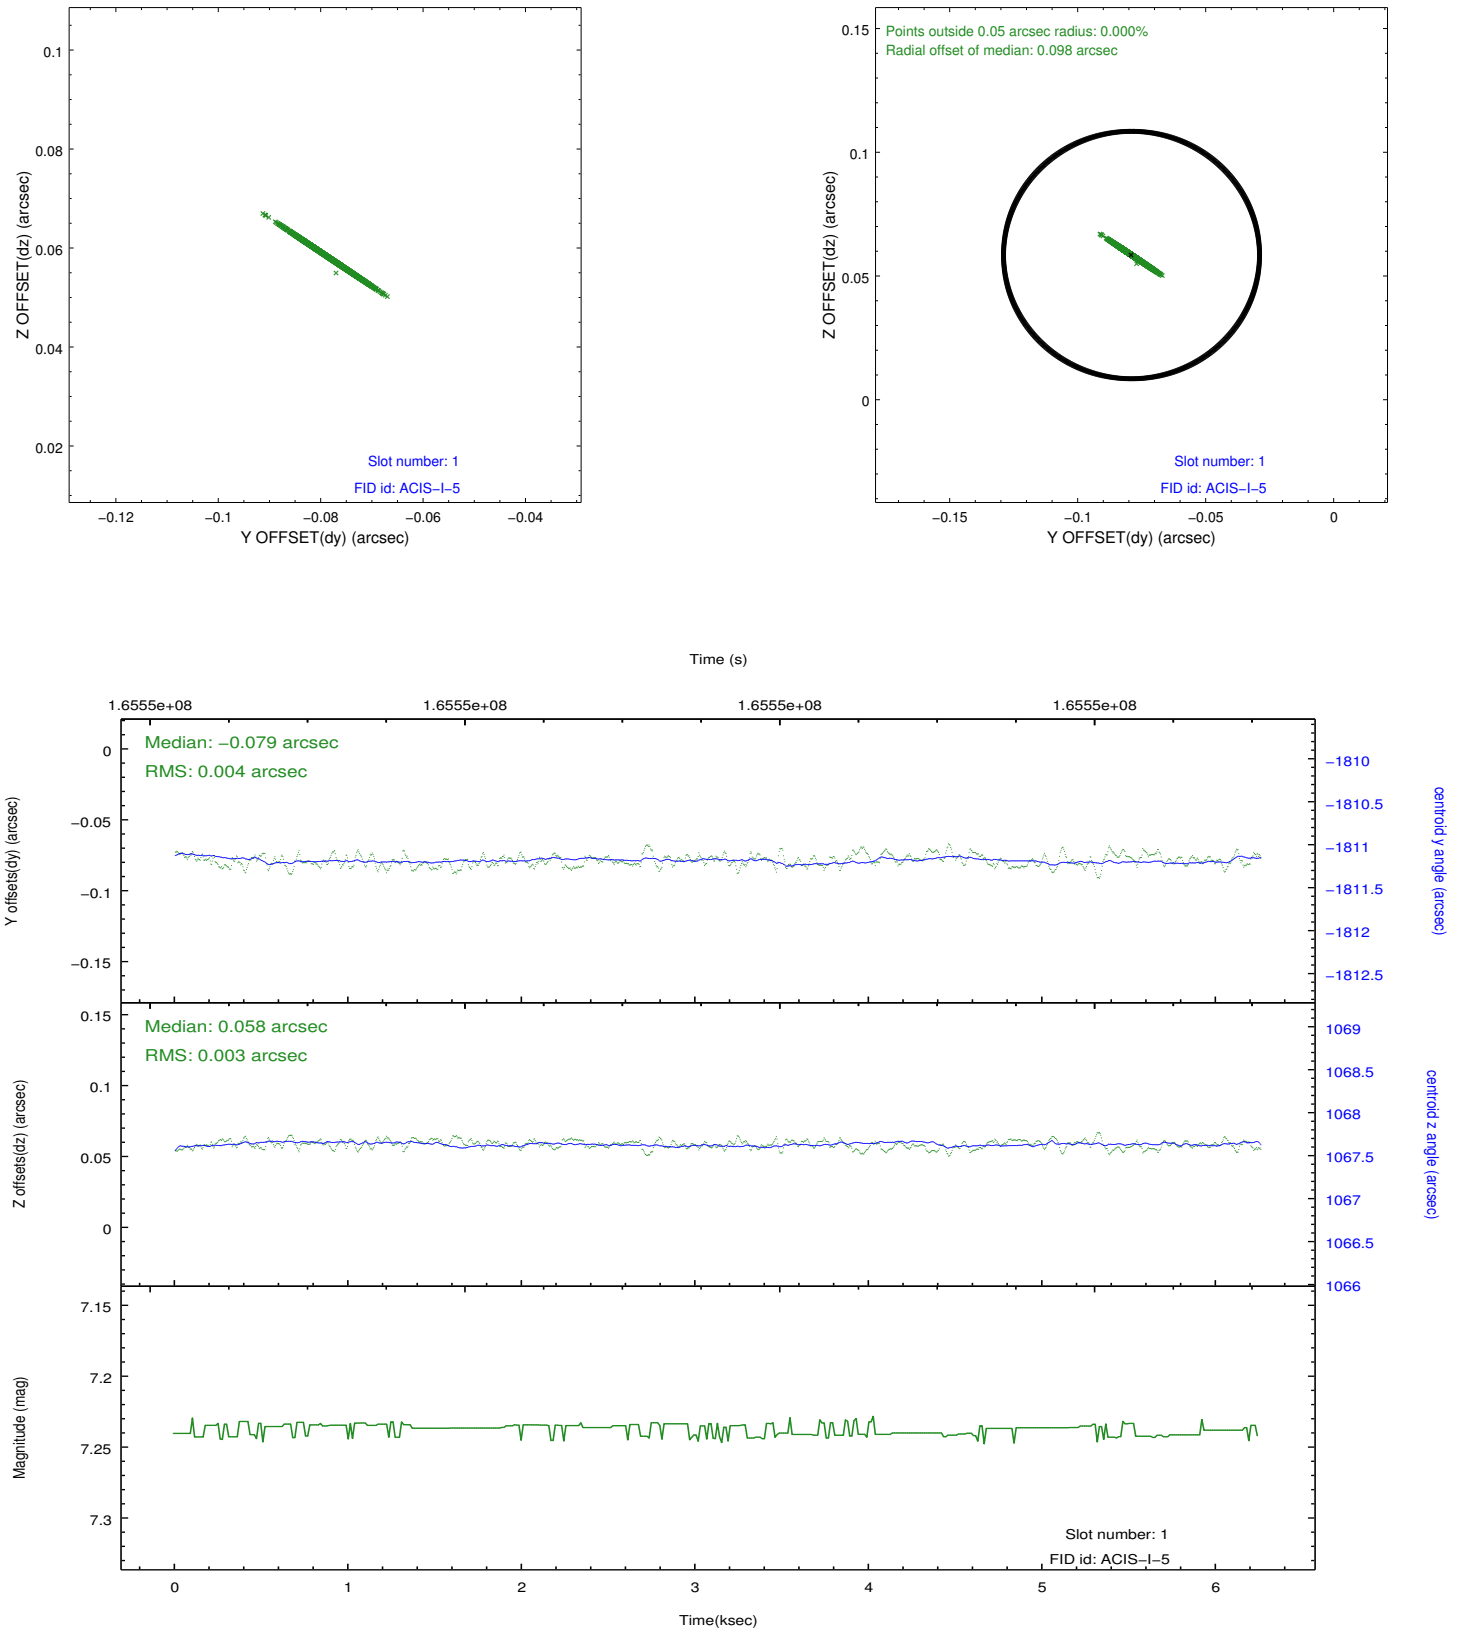 0.1
0.08
0.06
0.04
0.02
Z OFFSET(dz) (arcsec)
Slot number: 1
FID id: ACIS−I−5
−0.12 −0.1 −0.08 −0.06 −0.04
Y OFFSET(dy) (arcsec)
Points outside 0.05 arcsec radius: 0.000%
Radial offset of median: 0.098 arcsec
0.15
0.1
0.05
0
Z OFFSET(dz) (arcsec)
Slot number: 1
FID id: ACIS−I−5
−0.15 −0.1 −0.05 0
Y OFFSET(dy) (arcsec)
Time (s)
1.6555e+08 1.6555e+08 1.6555e+08 1.6555e+08
Median: −0.079 arcsec
RMS: 0.004 arcsec
0
−0.05
−0.1
−0.15
Y offsets(dy) (arcsec)
−1810
−1810.5
−1811
−1811.5
−1812
−1812.5
centroid y angle (arcsec)
Median: 0.058 arcsec
RMS: 0.003 arcsec
0.15
0.1
0.05
0
Z offsets(dz) (arcsec)
1069
1068.5
1068
1067.5
1067
1066.5
1066
centroid z angle (arcsec)
7.15
7.2
7.25
7.3
Magnitude (mag)
Slot number: 1
FID id: ACIS−I−5
0 1 2 3 4 5 6
Time(ksec)